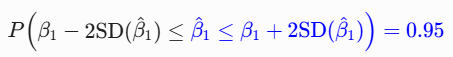 P(β₁ − 2SD(β̂₁) ≤ β̂₁ ≤ β₁ + 2SD(β̂₁)) = 0.95